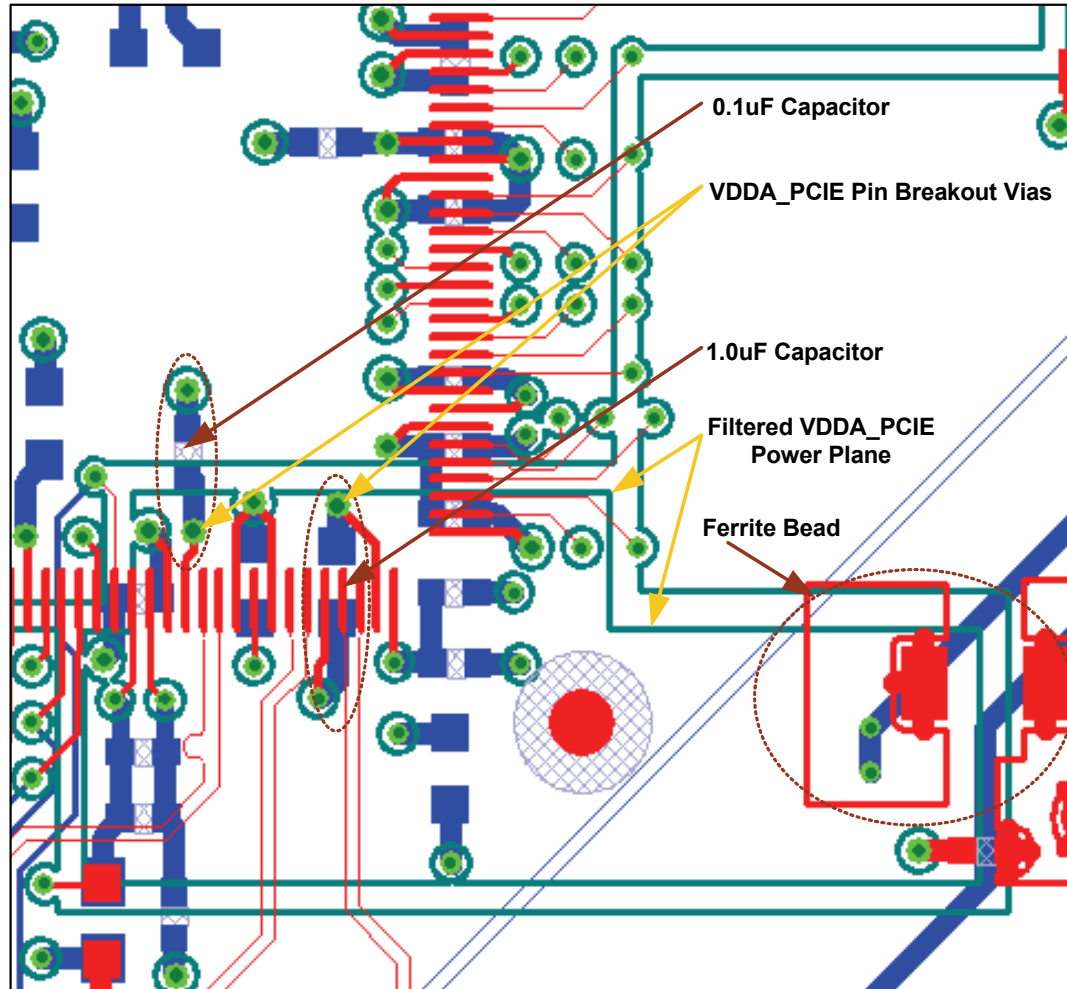 0.1uF Capacitor
VDDA_PCIE Pin Breakout Vias
1.0uF Capacitor
Filtered VDDA_PCIE
Power Plane
Ferrite Bead